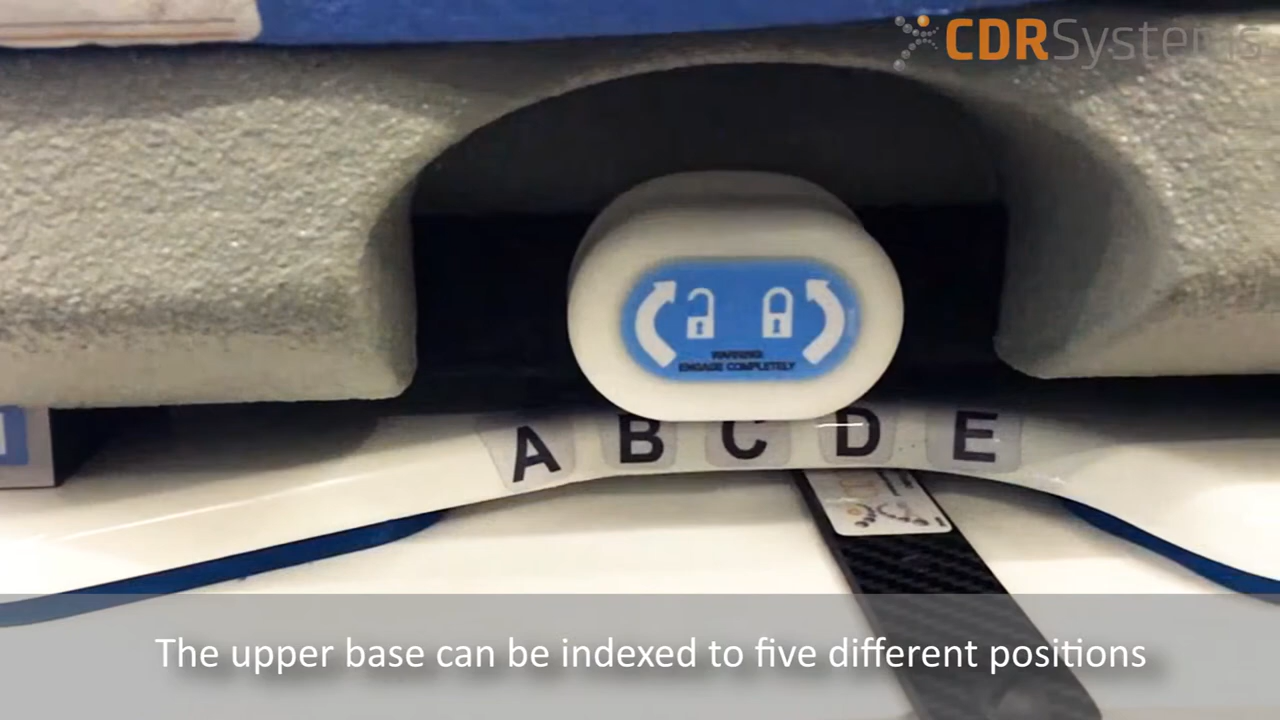 CDRSystems
WARNING:
ENGAGE COMPLETELY
A B C D E
The upper base can be indexed to five different positions